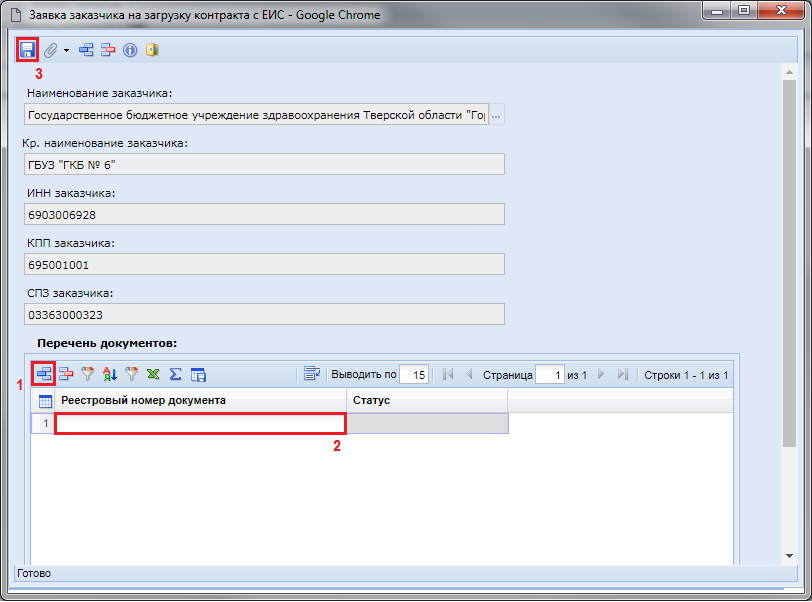 Заявка заказчика на загрузку контракта с ЕИС - Google Chrome
3
Наименование заказчика:
Государственное бюджетное учреждение здравоохранения Тверской области "Гор ...
Кр. наименование заказчика:
ГБУЗ "ГКБ № 6"
ИНН заказчика:
6903006928
КПП заказчика:
695001001
СПЗ заказчика:
03363000323
Перечень документов:
1 Выводить по 15 Страница 1 из 1 Строки 1 - 1 из 1
Реестровый номер документа Статус
1
2
Готово